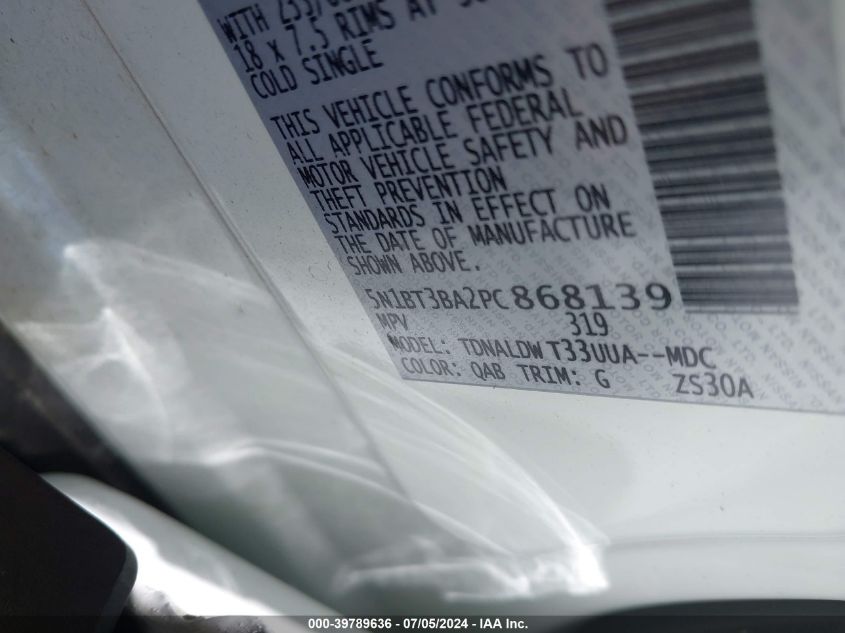 WITH
18 X 7.5 RIMS AT
COLD SINGLE
THIS VEHICLE CONFORMS TO
ALL APPLICABLE FEDERAL
MOTOR VEHICLE SAFETY AND
THEFT PREVENTION
STANDARDS IN EFFECT ON
THE DATE OF MANUFACTURE
SHOWN ABOVE.
5N1BT3BA2PC868139
MPV 319
MODEL: TDNALDWT33UUA--MDC
COLOR: QAB TRIM: G ZS30A
000-39789636 - 07/05/2024 - IAA Inc.